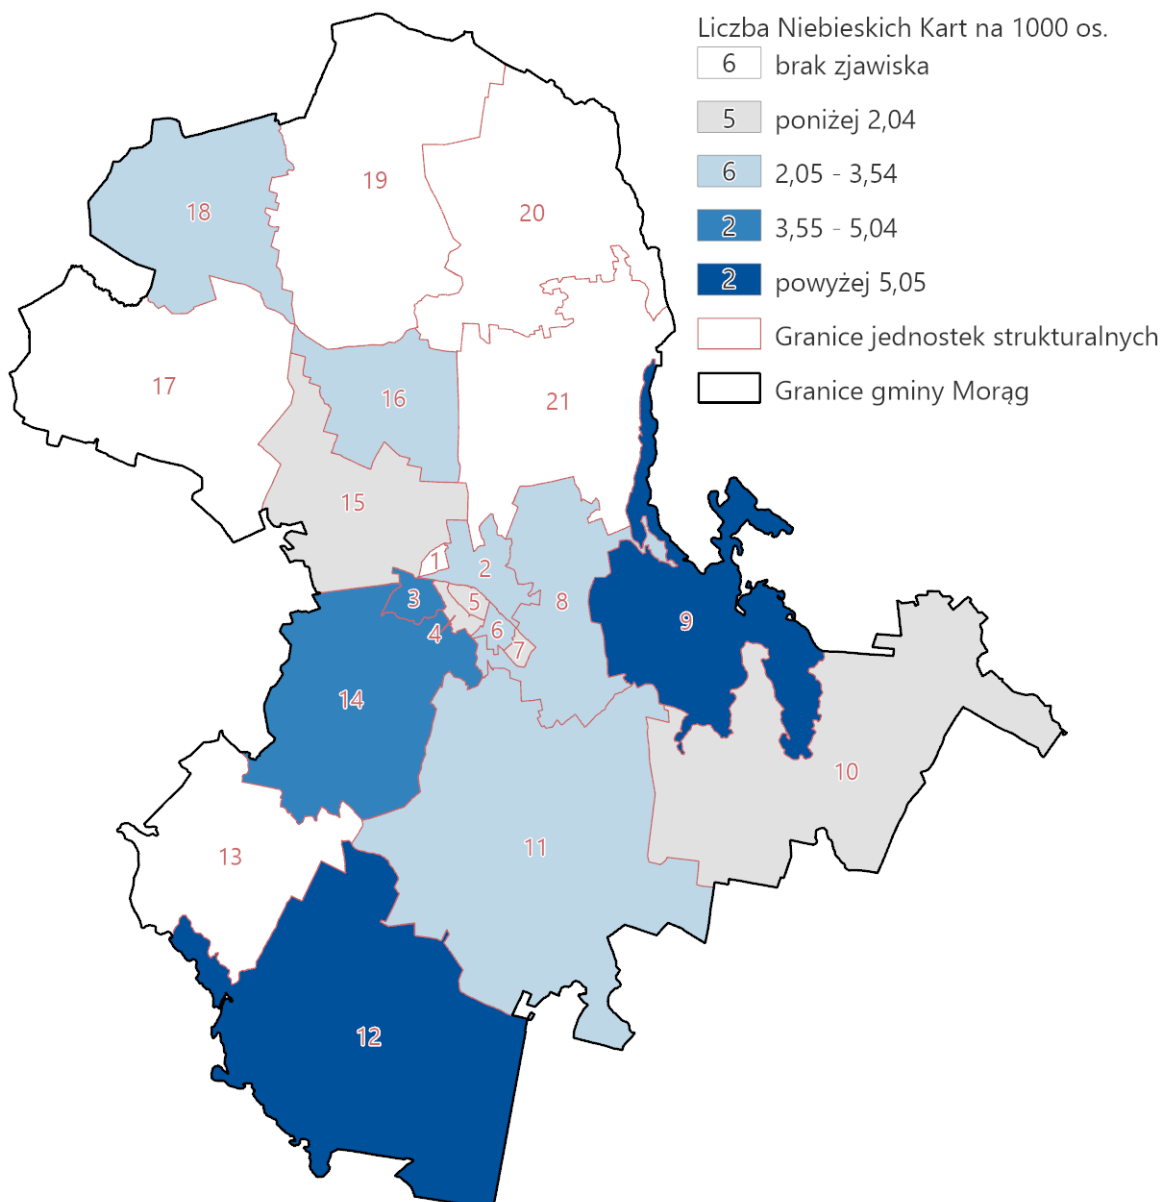 Liczba Niebieskich Kart na 1000 os.
6 brak zjawiska
5 poniżej 2,04
6 2,05 - 3,54
2 3,55 - 5,04
2 powyżej 5,05
Granice jednostek strukturalnych
Granice gminy Morąg
19
18
20
17
16
21
15
1
2
3
5
8
4
6
7
9
14
10
11
13
12